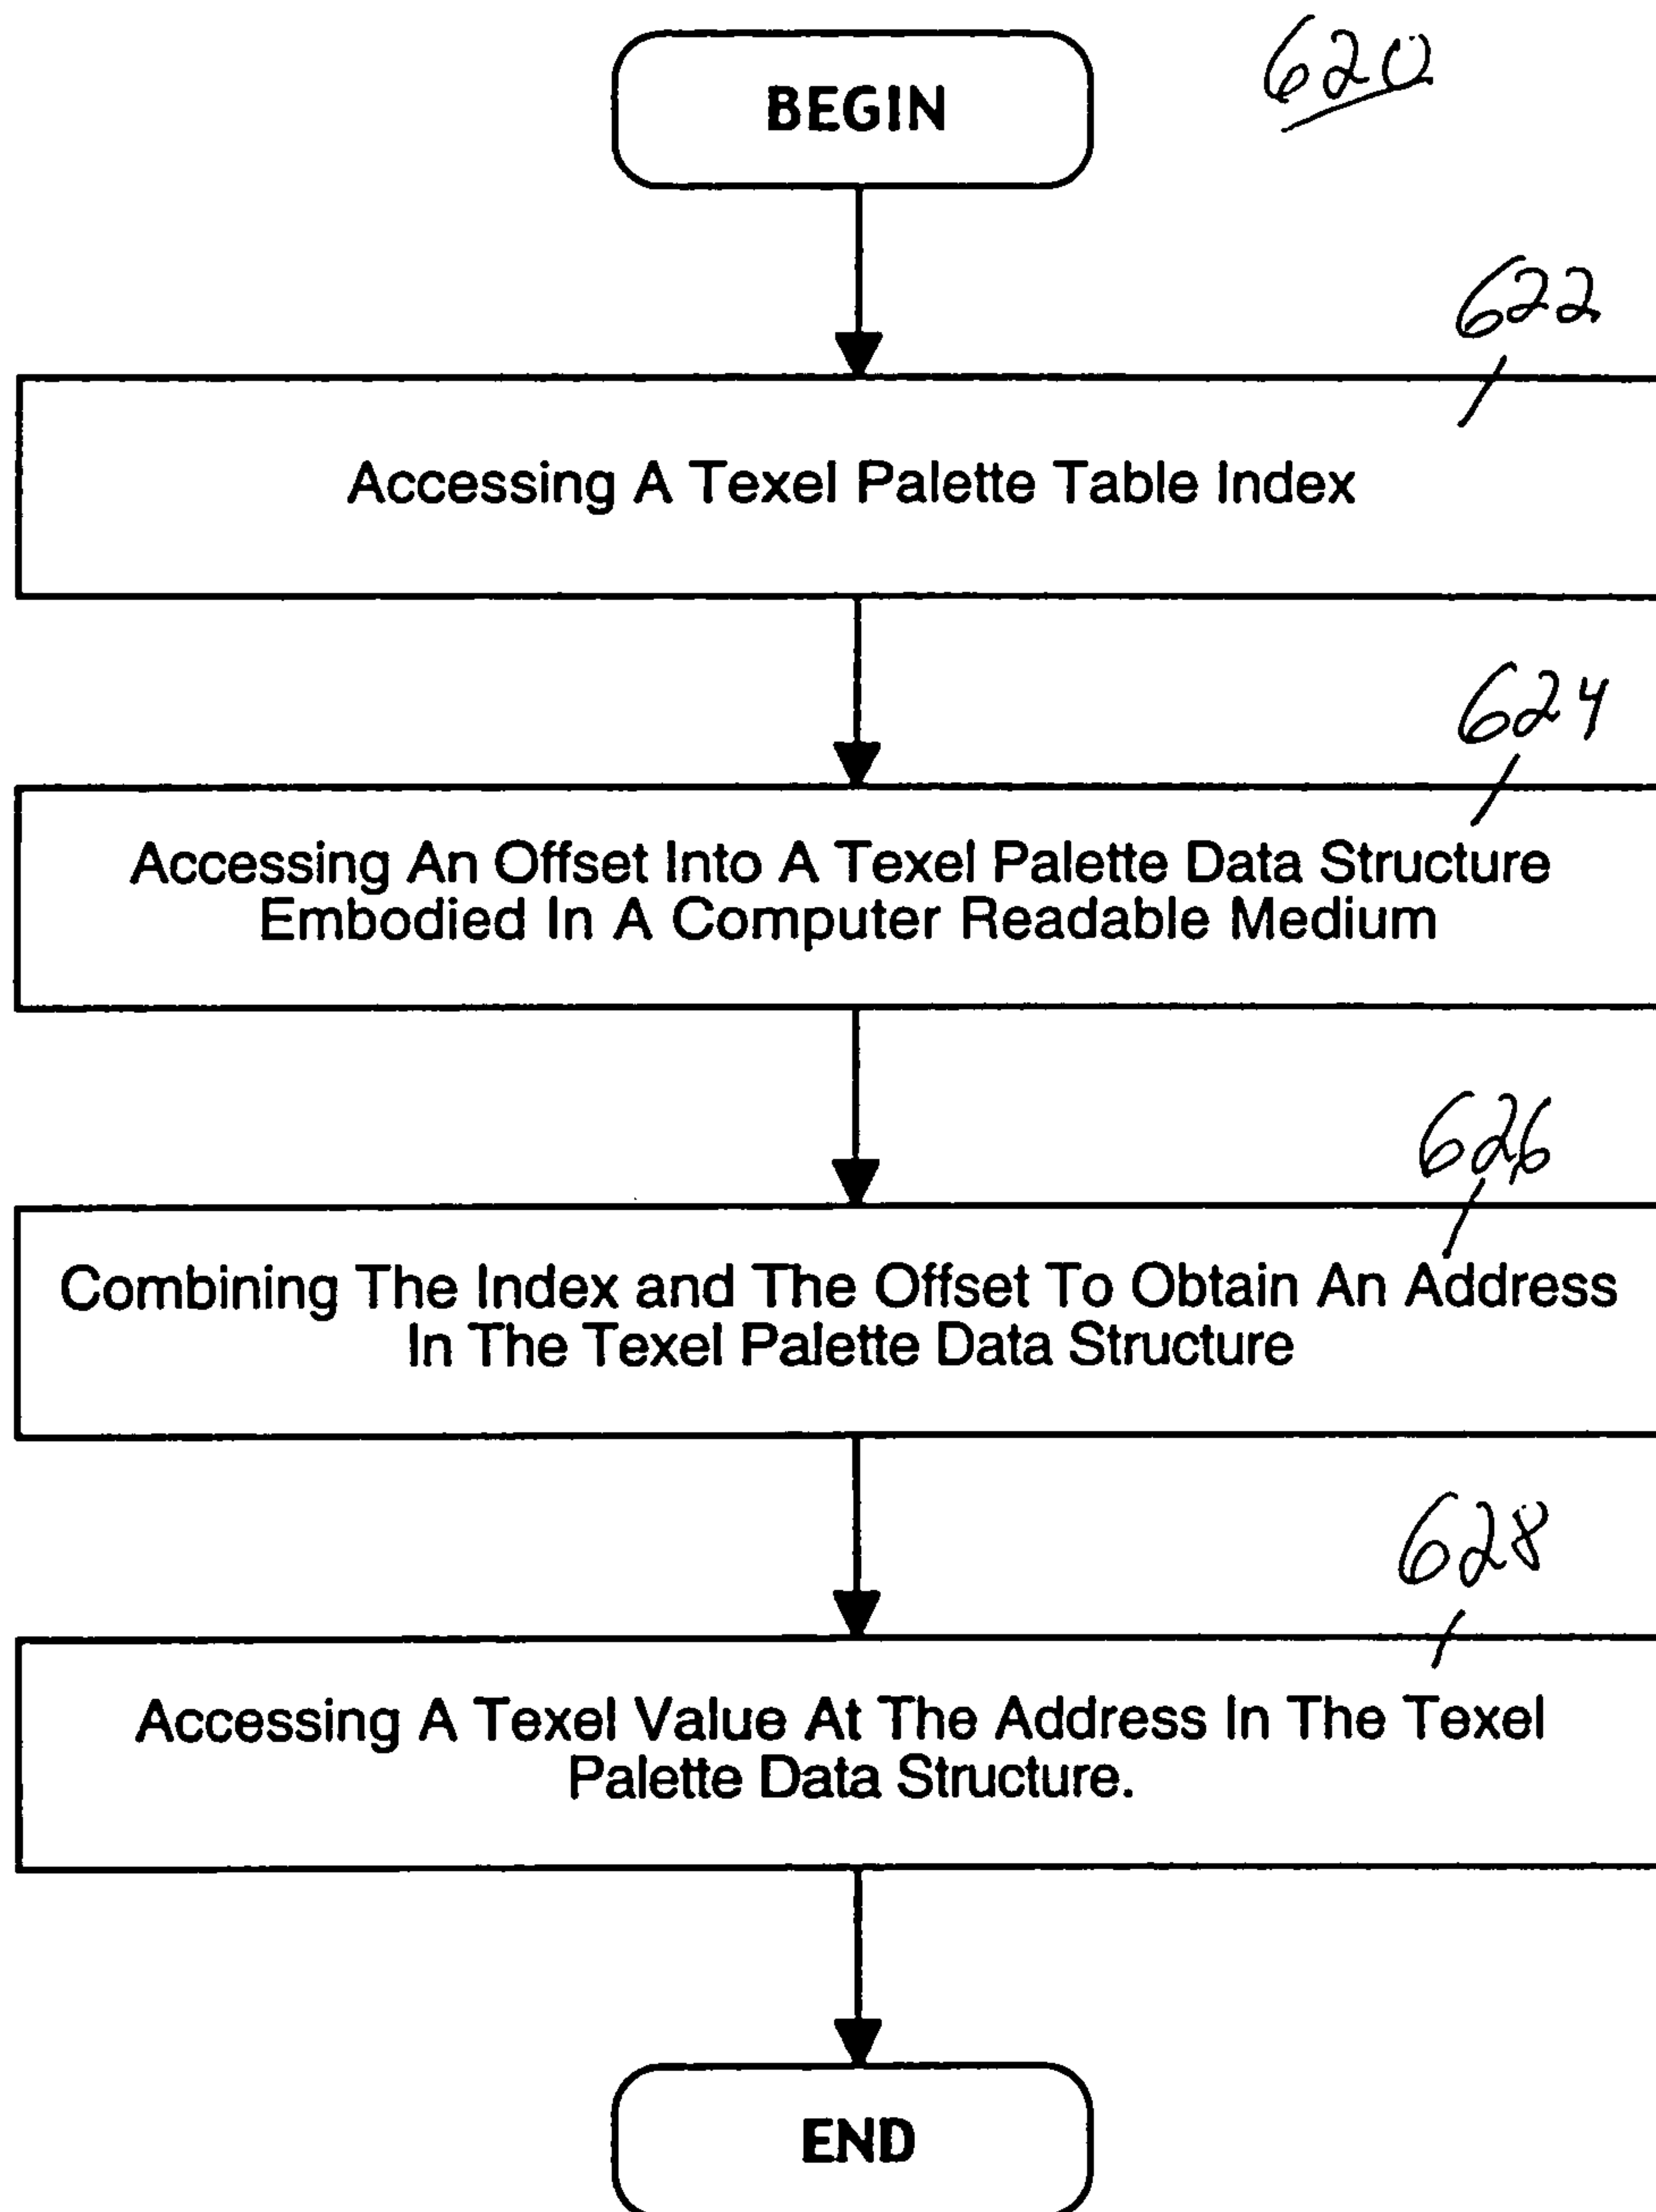 BEGIN
620
622
Accessing A Texel Palette Table Index
624
Accessing An Offset Into A Texel Palette Data Structure
Embodied In A Computer Readable Medium
626
Combining The Index and The Offset To Obtain An Address
In The Texel Palette Data Structure
628
Accessing A Texel Value At The Address In The Texel
Palette Data Structure.
END